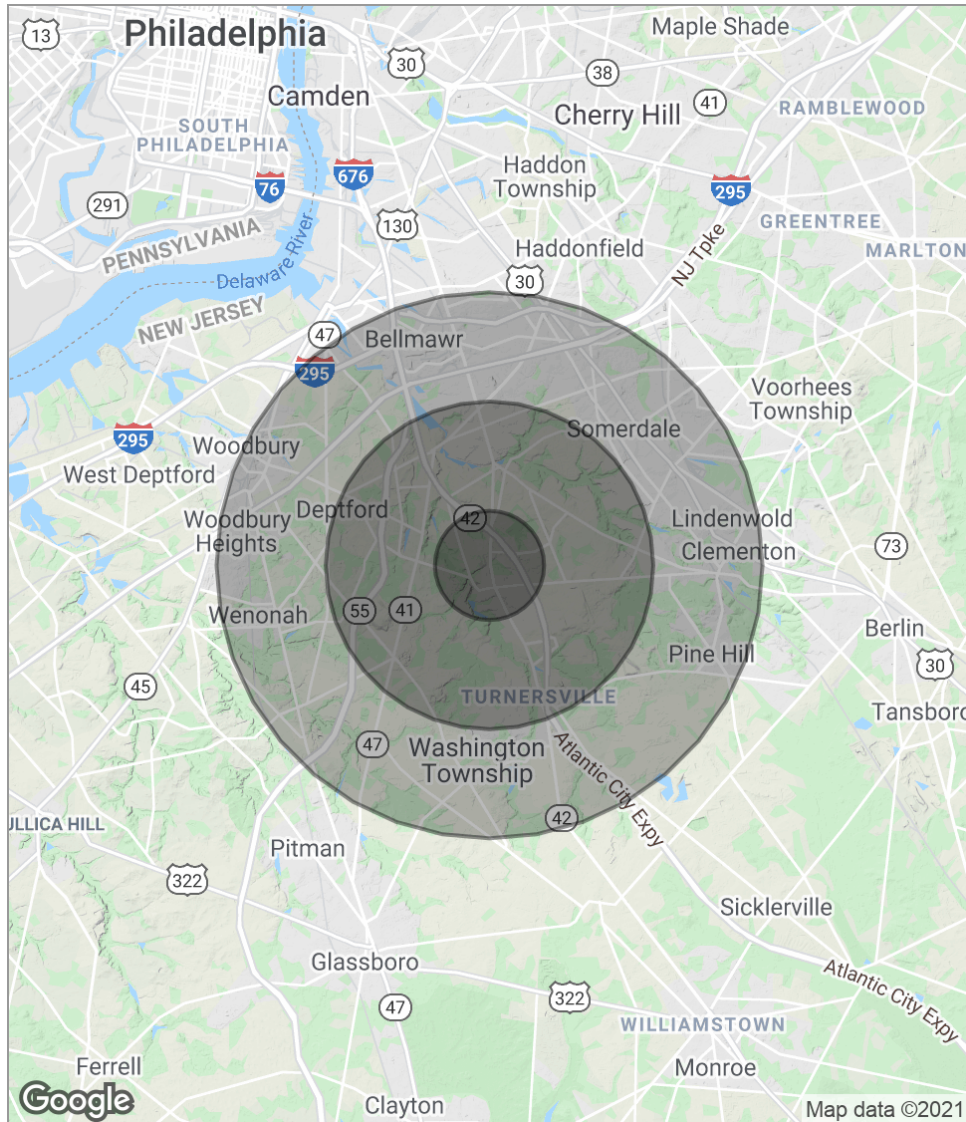 Philadelphia
13
Maple Shade
30
38
Camden
41
Cherry Hill
RAMBLEWOOD
SOUTH
PHILADELPHIA
Haddon
Township
676
76
295
291
GREENTREE
130
PENNSYLVANIA
Haddonfield
MARLTON
NJ Tpke
Delaware River
30
NEW JERSEY
47
Bellmawr
295
Voorhees
Township
Somerdale
295
Woodbury
West Deptford
Deptford
42
Woodbury
Heights
Lindenwold
73
Clementon
55
41
Wenonah
Berlin
Pine Hill
30
45
TURNERSVILLE
Tansboro
47
Washington
Township
Atlantic City Expy
42
ULLICA HILL
Pitman
322
Sicklerville
Glassboro
Atlantic City Expy
322
47
WILLIAMSTOWN
Ferrell
Monroe
Google
Clayton
Map data ©2021